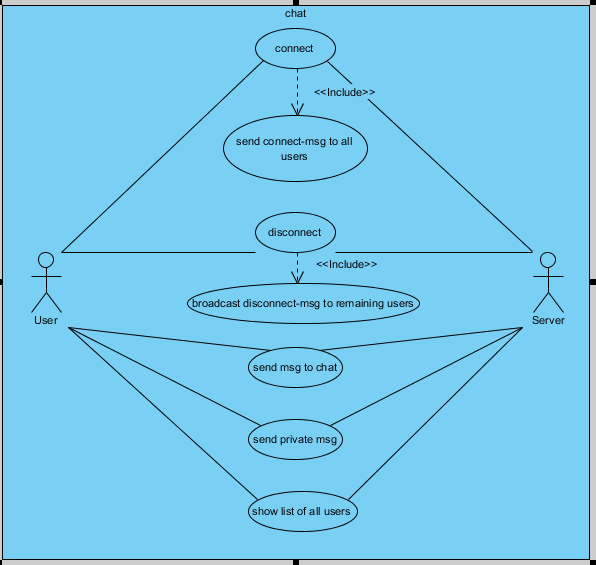 chat
connect
<<Include>>
send connect-msg to all
users
disconnect
<<Include>>
broadcast disconnect-msg to remaining users
User
Server
send msg to chat
send private msg
show list of all users